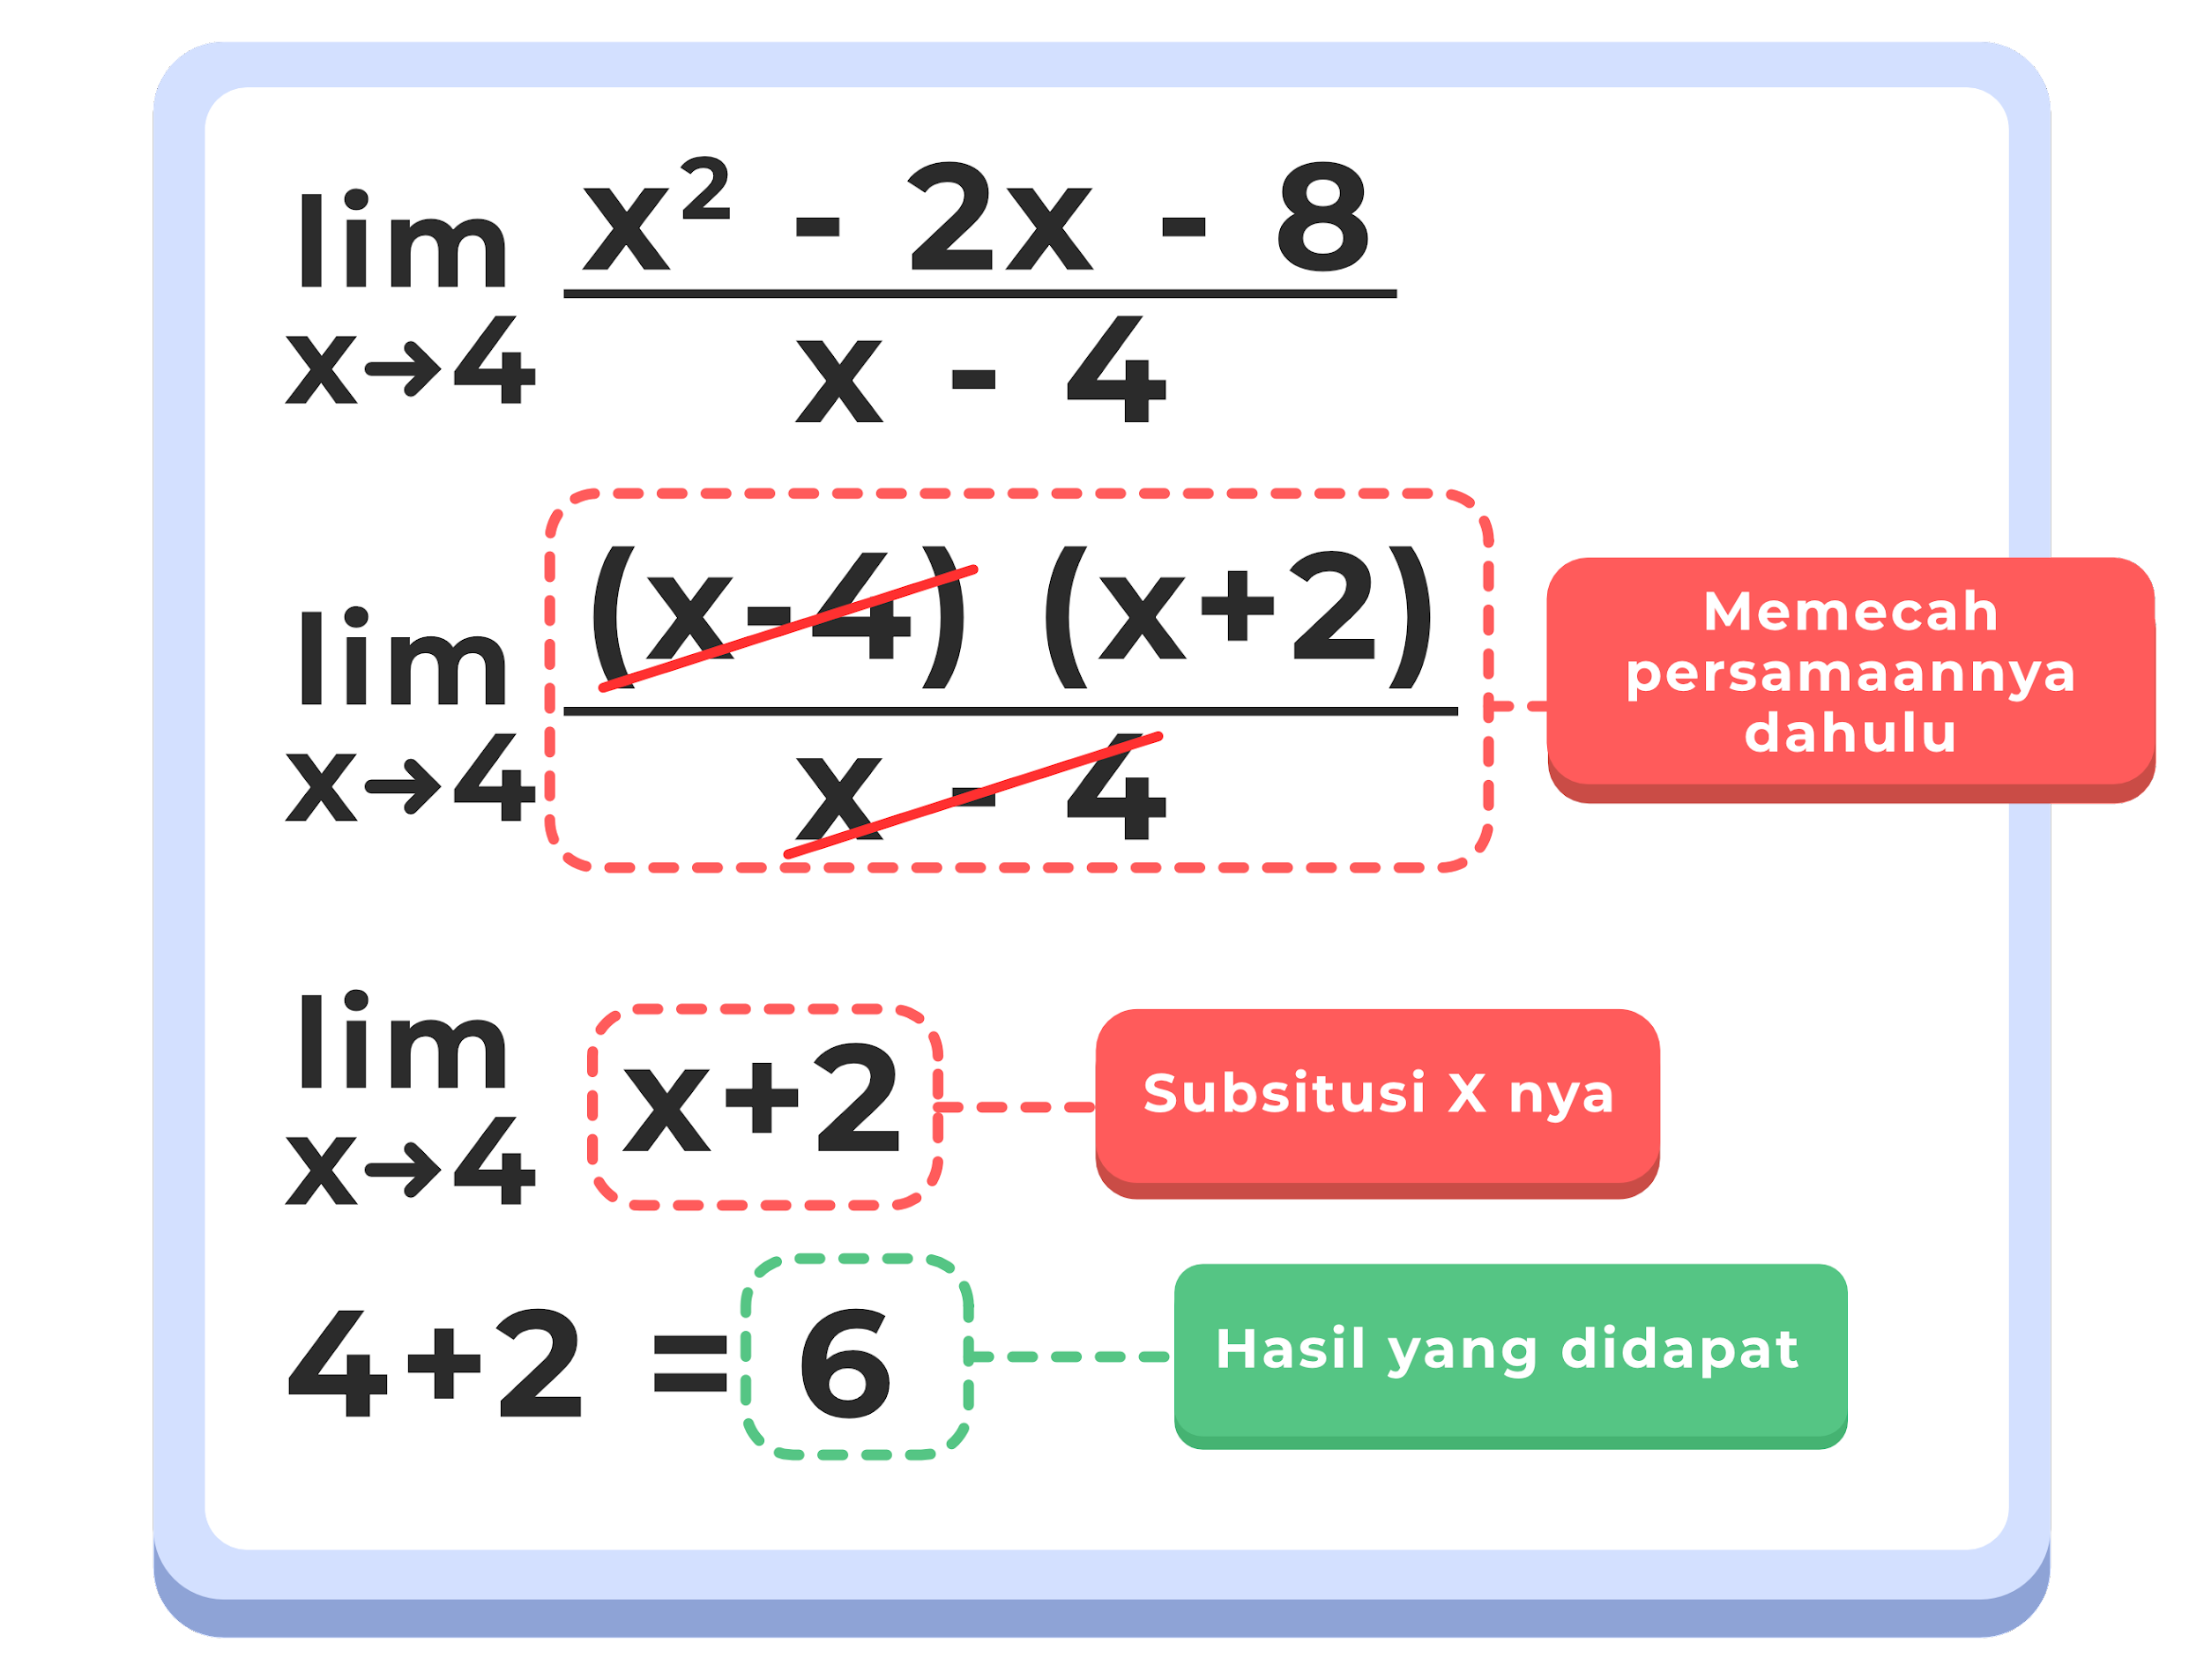 lim x² - 2x - 8
x→4 x - 4
lim (x-4) (x+2)
x→4 x - 4
Memecah
persamaannya
dahulu
lim x+2
x→4
Subsitusi X nya
4+2 = 6
Hasil yang didapat